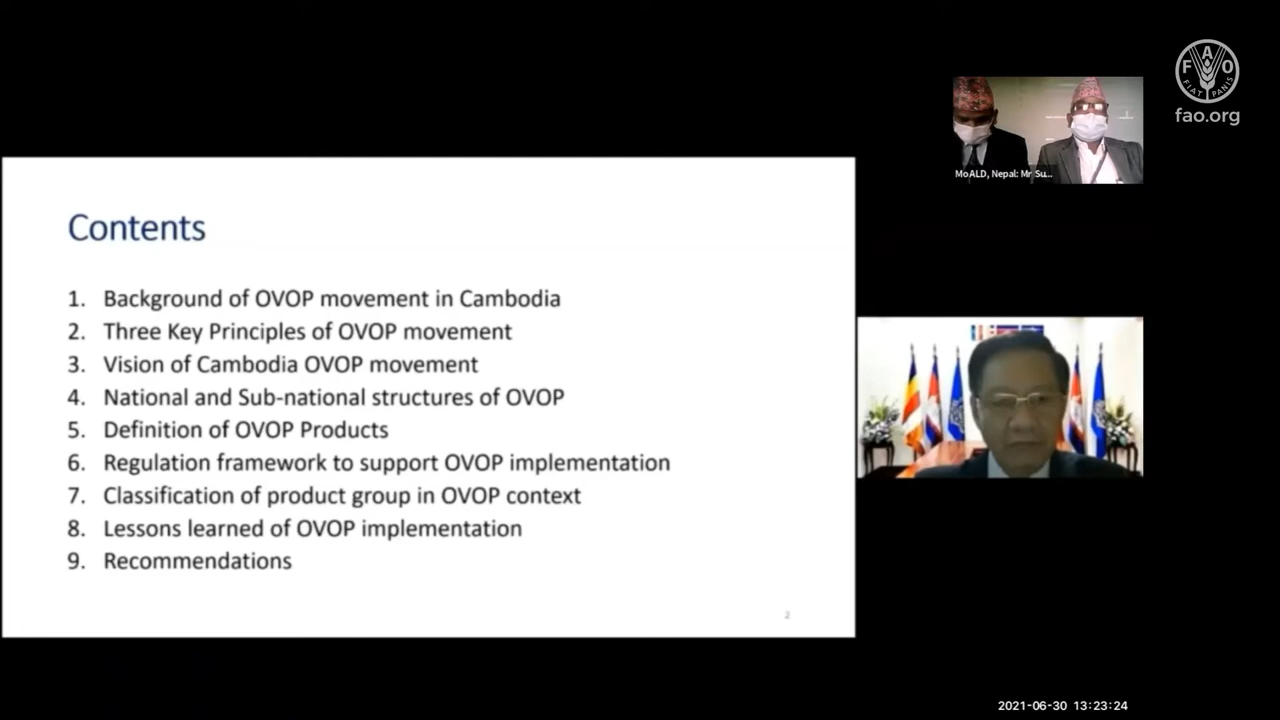 F A O
FIAT PANIS
fao.org
MoALD, Nepal: Mr Su...
Contents
1. Background of OVOP movement in Cambodia
2. Three Key Principles of OVOP movement
3. Vision of Cambodia OVOP movement
4. National and Sub-national structures of OVOP
5. Definition of OVOP Products
6. Regulation framework to support OVOP implementation
7. Classification of product group in OVOP context
8. Lessons learned of OVOP implementation
9. Recommendations
2
2021-06-30 13:23:24